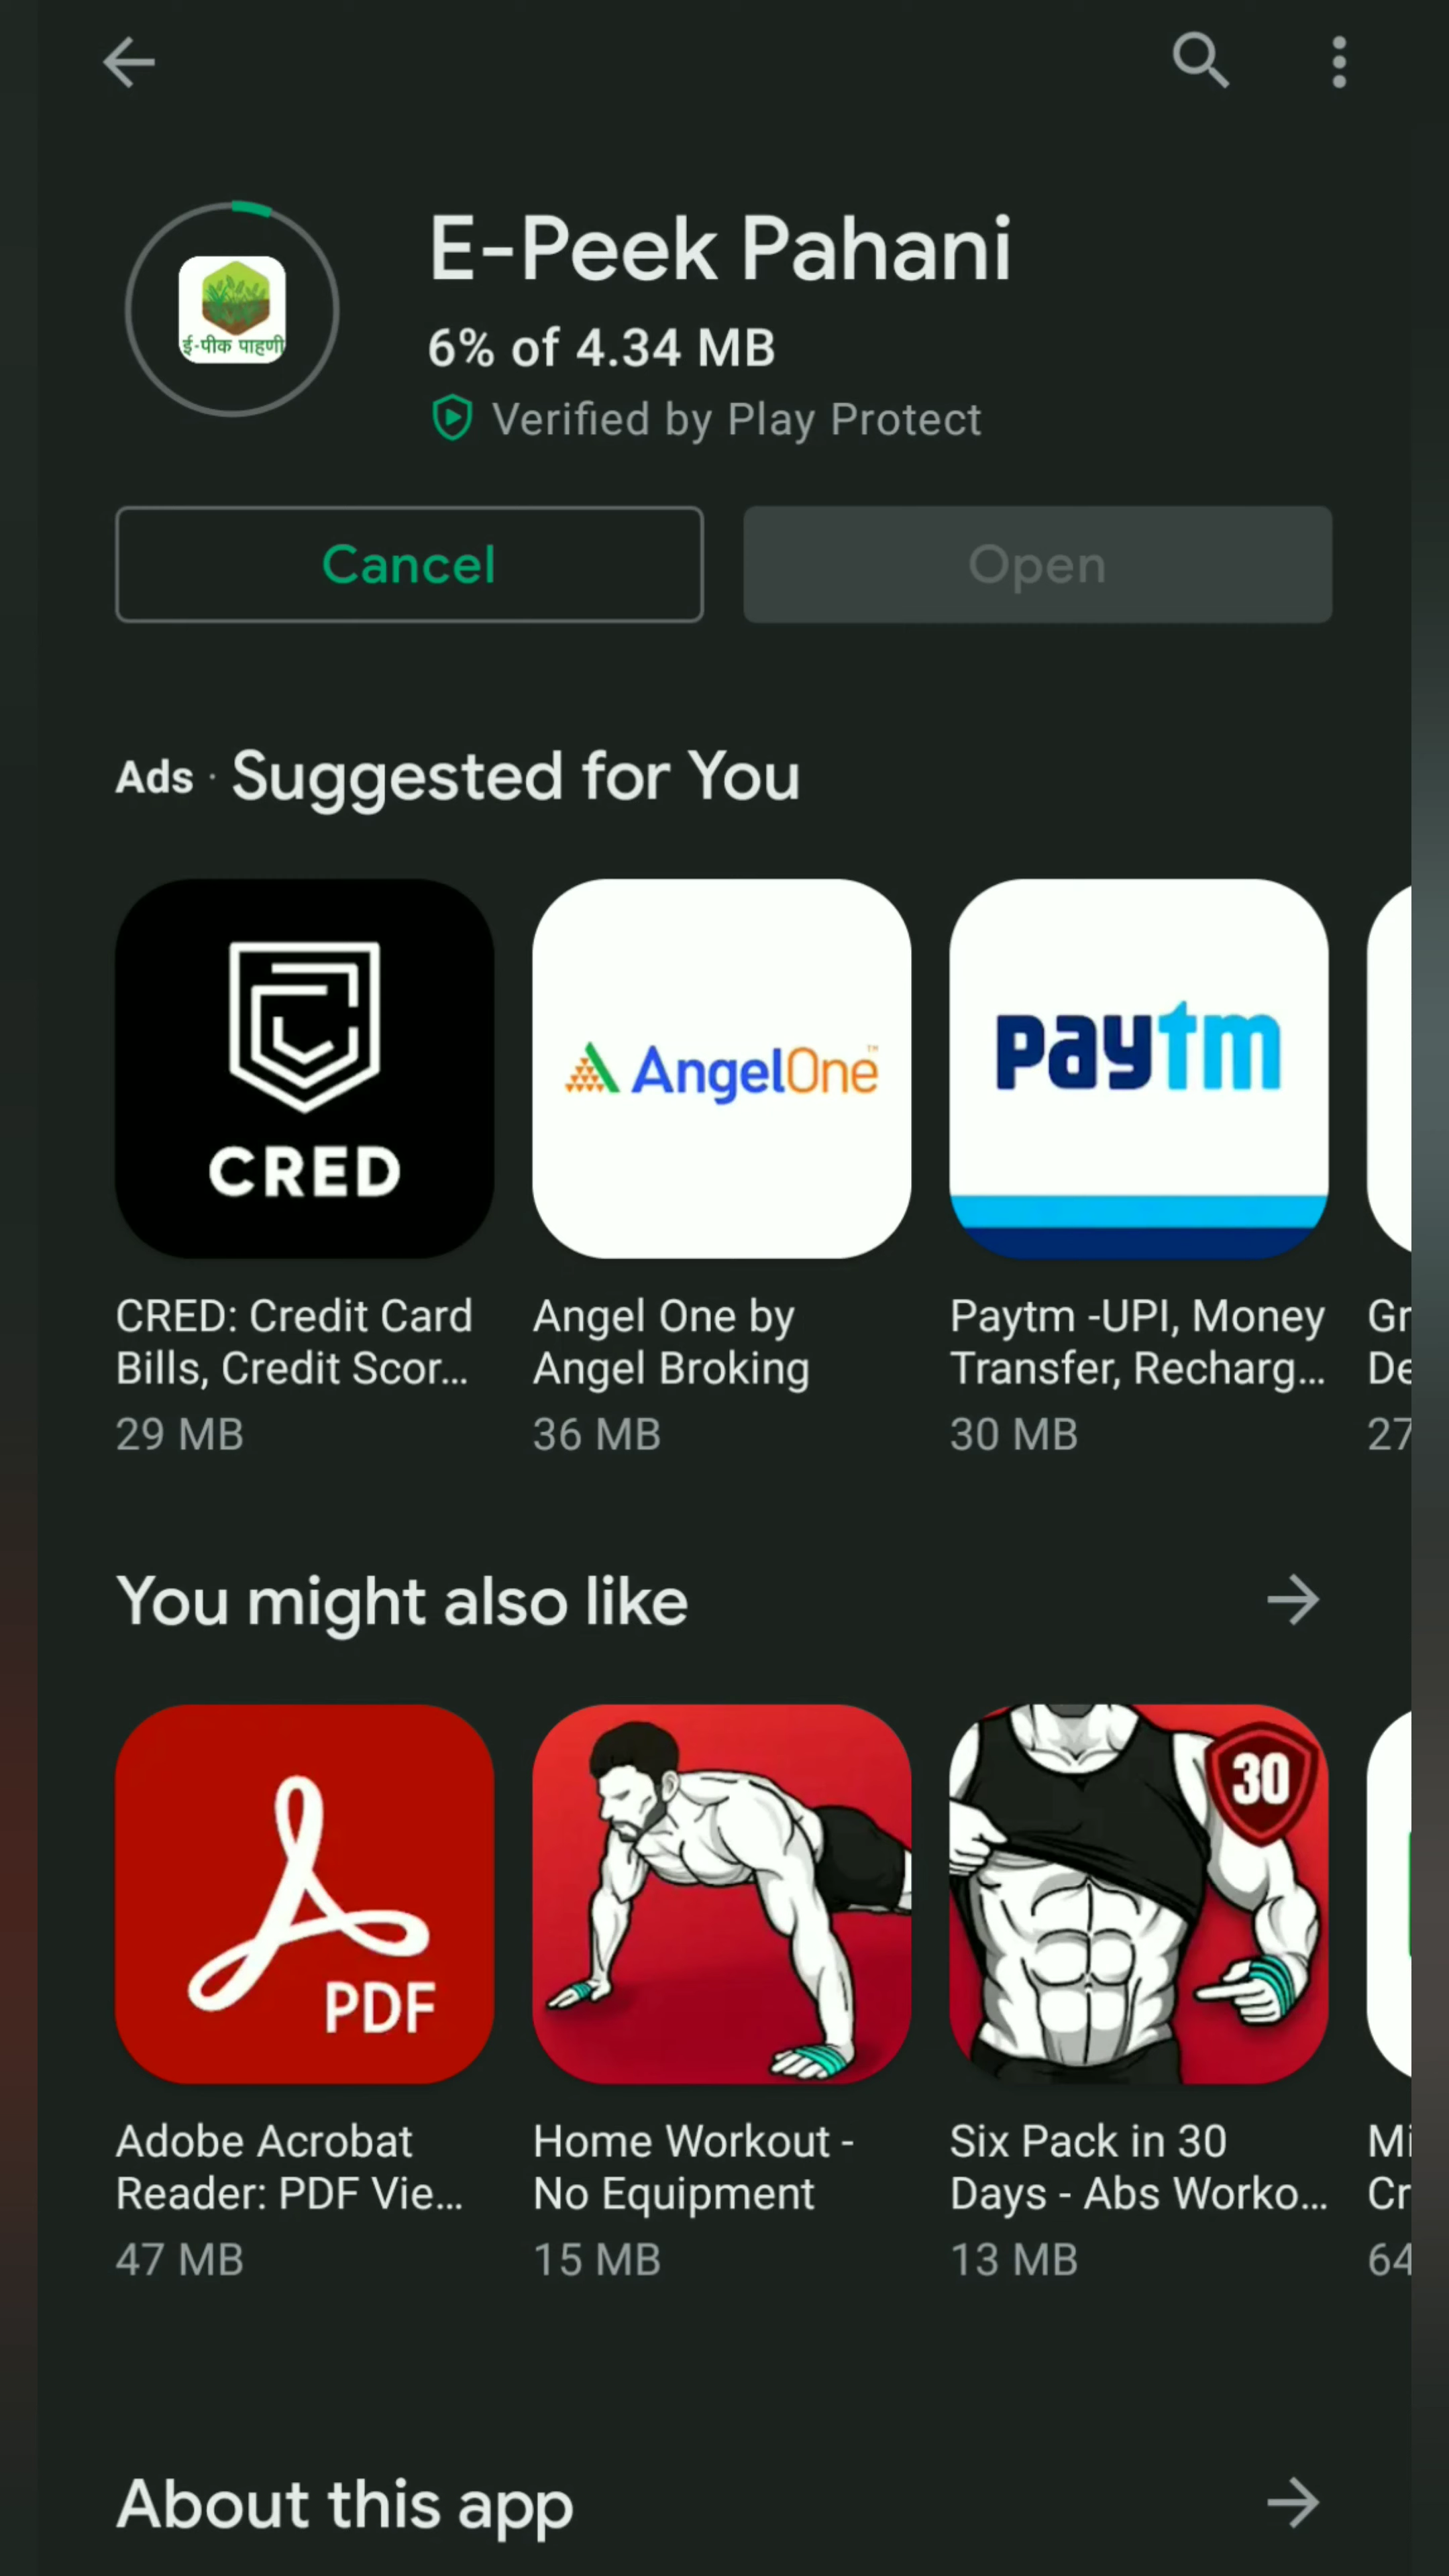 E-Peek Pahani
ई-पीक पाहणी
6% of 4.34 MB
Verified by Play Protect
Cancel
Open
Ads · Suggested for You
CRED
AngelOne™
paytm
CRED: Credit Card
Bills, Credit Scor...
29 MB
Angel One by
Angel Broking
36 MB
Paytm -UPI, Money
Transfer, Recharg...
30 MB
You might also like
PDF
30
Adobe Acrobat
Reader: PDF Vie...
47 MB
Home Workout -
No Equipment
15 MB
Six Pack in 30
Days - Abs Worko...
13 MB
About this app